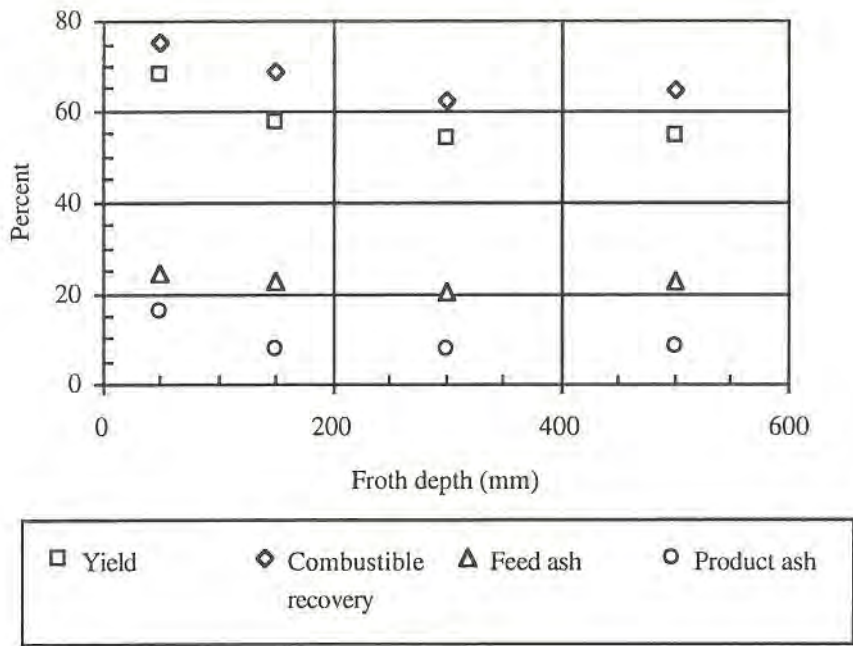 80
60
40
20
0
Percent
0 200 400 600
Froth depth (mm)
Yield Combustible recovery Feed ash Product ash